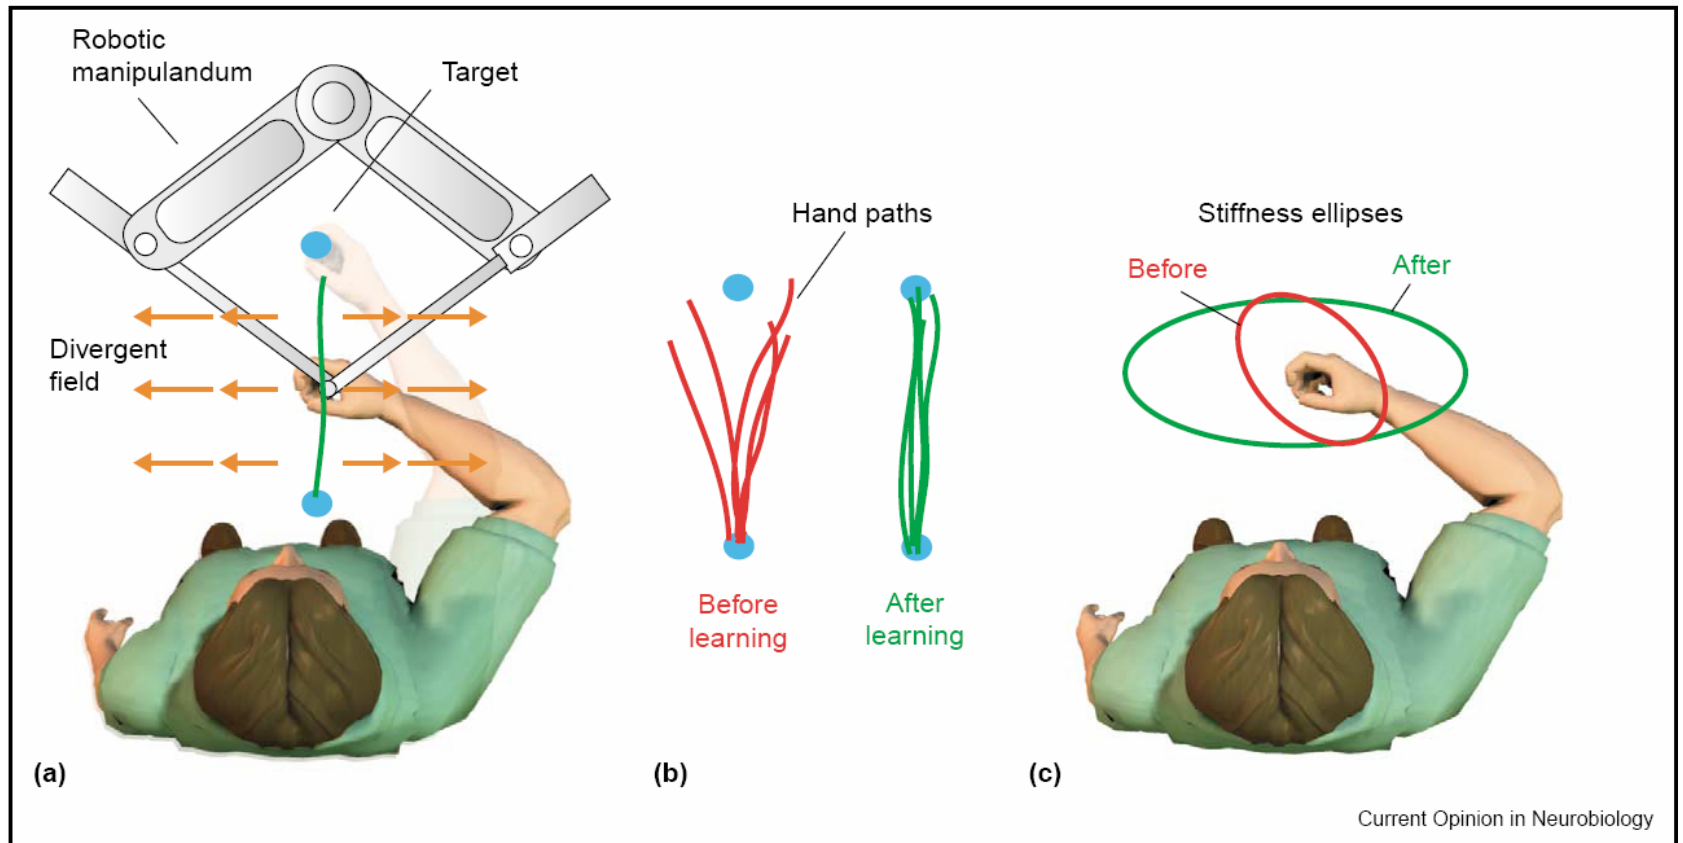 Robotic
manipulandum
Target
Divergent
field
(a)
Hand paths
Before
learning
After
learning
(b)
Stiffness ellipses
Before
After
(c)
Current Opinion in Neurobiology